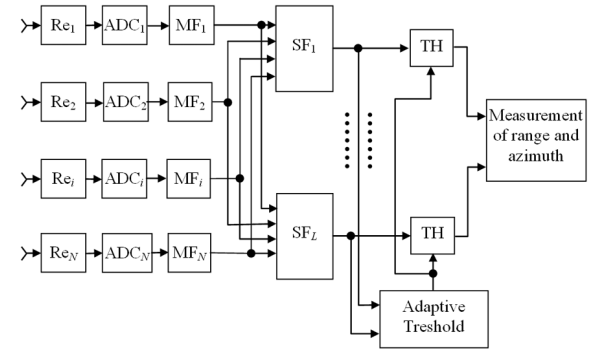 Re1 ADC1 MF1 SF1 TH
Re2 ADC2 MF2
Measurement
of range and
azimuth
Rei ADCi MFi
SFL TH
ReN ADCN MFN
Adaptive
Treshold